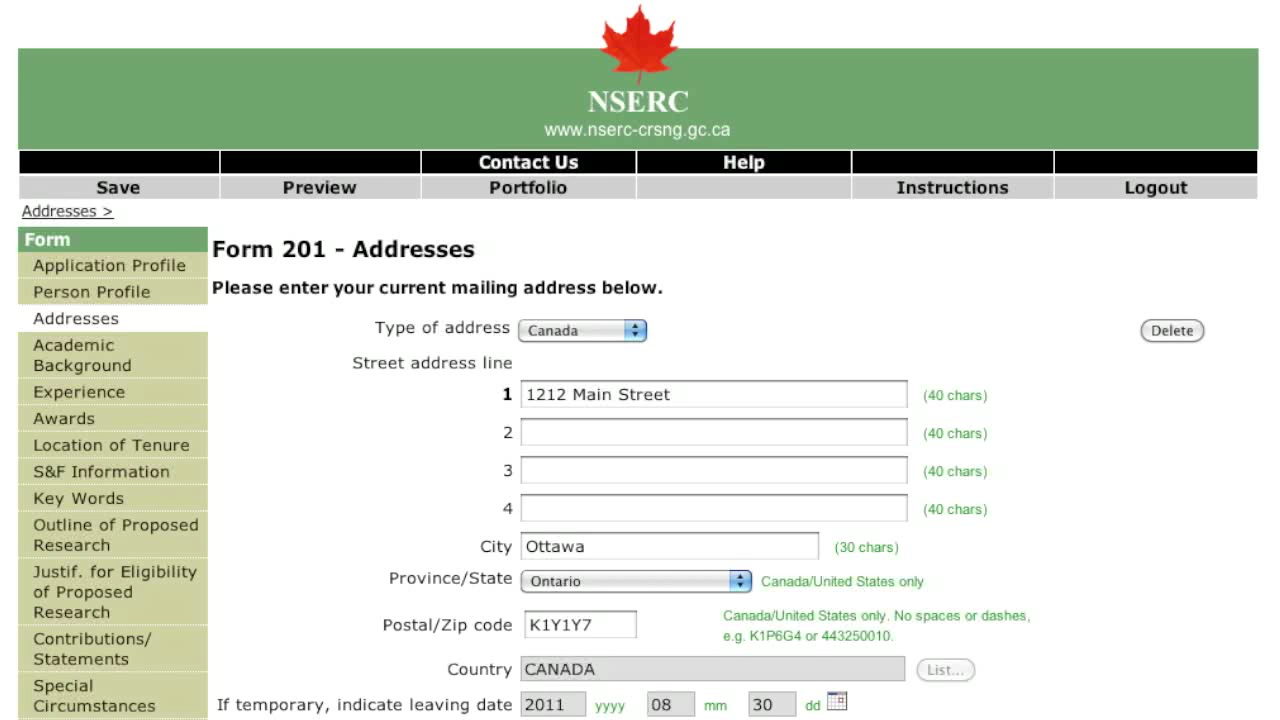 NSERC
www.nserc-crsng.gc.ca
Contact Us Help
Save Preview Portfolio Instructions Logout
Addresses >
Form
Application Profile
Person Profile
Addresses
Academic
Background
Experience
Awards
Location of Tenure
S&F Information
Key Words
Outline of Proposed
Research
Justif. for Eligibility
of Proposed
Research
Contributions/
Statements
Special
Circumstances
Form 201 - Addresses
Please enter your current mailing address below.
Type of address Canada Delete
Street address line
1 1212 Main Street (40 chars)
2 (40 chars)
3 (40 chars)
4 (40 chars)
City Ottawa (30 chars)
Province/State Ontario Canada/United States only
Postal/Zip code K1Y1Y7 Canada/United States only. No spaces or dashes,
e.g. K1P6G4 or 443250010.
Country CANADA List...
If temporary, indicate leaving date 2011 yyyy 08 mm 30 dd